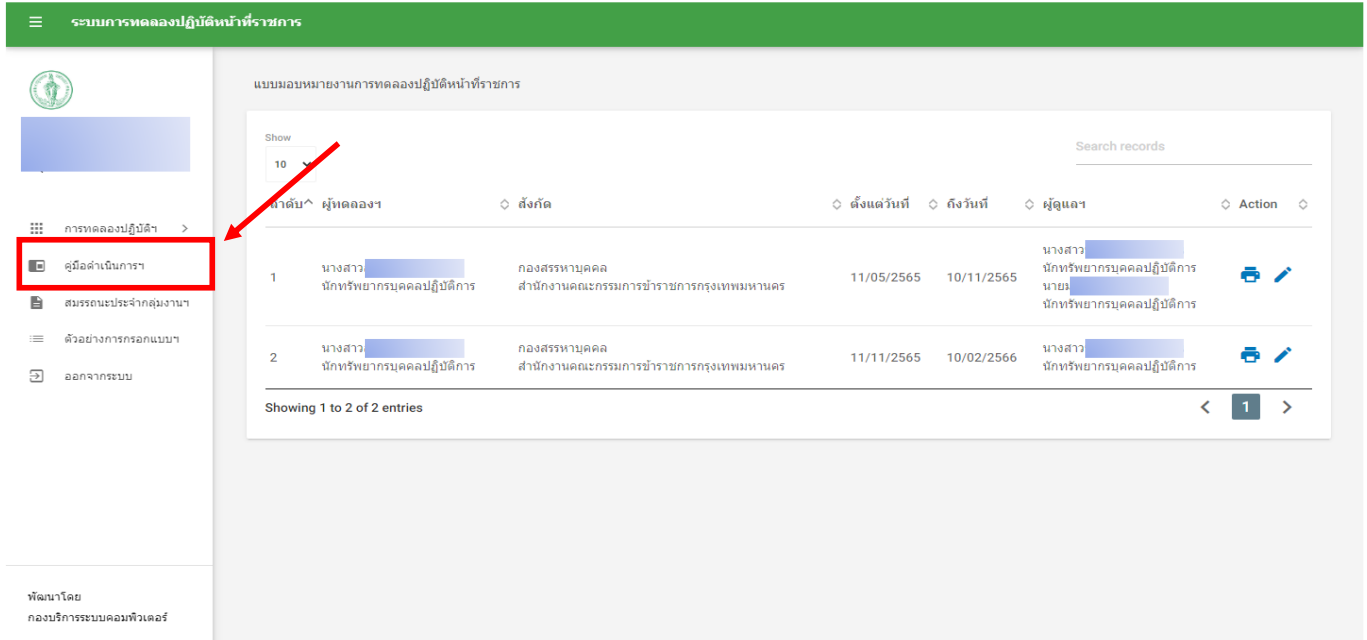 ระบบการทดลองปฏิบัติหน้าที่ราชการ
การทดลองปฏิบัติฯ
คู่มือดำเนินการฯ
สมรรถนะประจำกลุ่มงานฯ
ตัวอย่างการกรอกแบบฯ
ออกจากระบบ
พัฒนาโดย
กองบริการระบบคอมพิวเตอร์
แบบมอบหมายงานการทดลองปฏิบัติหน้าที่ราชการ
Show
10
Search records
ลำดับ ผู้ทดลองฯ สังกัด ตั้งแต่วันที่ ถึงวันที่ ผู้ดูแลฯ Action
1 นางสาว กองสรรหาบุคคล 11/05/2565 10/11/2565 นางสาว
นักทรัพยากรบุคคลปฏิบัติการ สำนักงานคณะกรรมการข้าราชการกรุงเทพมหานคร นักทรัพยากรบุคคลปฏิบัติการ
นาย
นักทรัพยากรบุคคลปฏิบัติการ
2 นางสาว กองสรรหาบุคคล 11/11/2565 10/02/2566 นางสาว
นักทรัพยากรบุคคลปฏิบัติการ สำนักงานคณะกรรมการข้าราชการกรุงเทพมหานคร นักทรัพยากรบุคคลปฏิบัติการ
Showing 1 to 2 of 2 entries
1